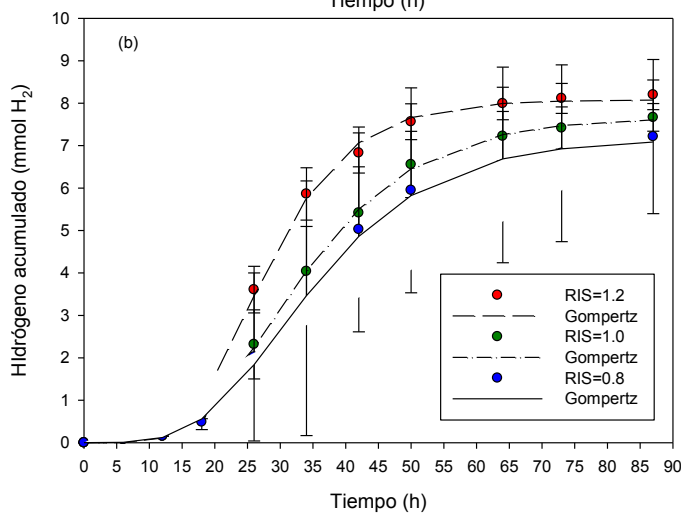 Tiempo (h)
10
(b)
9
8
7
6
5
4
3
2
1
0
HIdrógeno acumulado (mmol H2)
RIS=1.2
Gompertz
RIS=1.0
Gompertz
RIS=0.8
Gompertz
0 5 10 15 20 25 30 35 40 45 50 55 60 65 70 75 80 85 90
Tiempo (h)